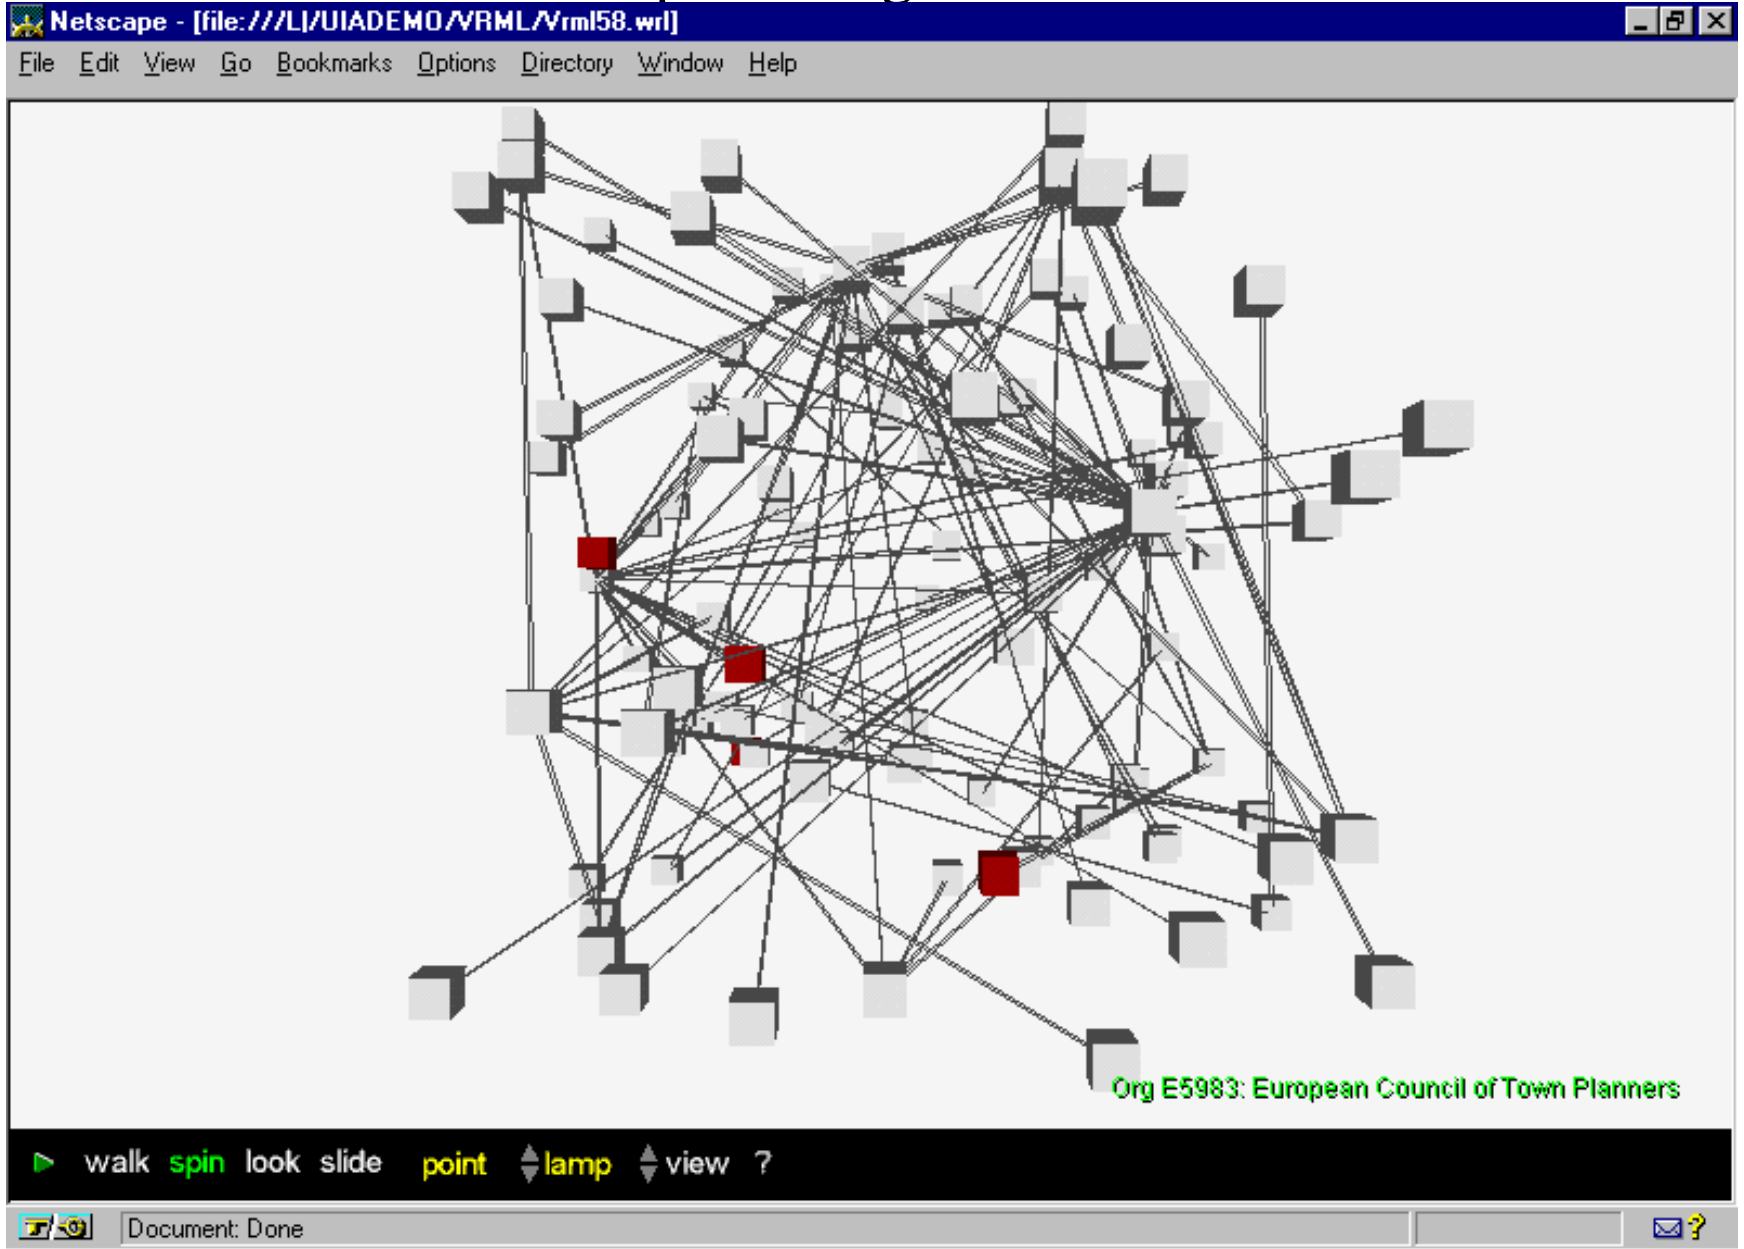 Netscape - [file:///L|/UIADEMO/VRML/Vrml58.wrl]
File Edit View Go Bookmarks Options Directory Window Help
Org E5983: European Council of Town Planners
walk spin look slide point lamp view ?
Document: Done